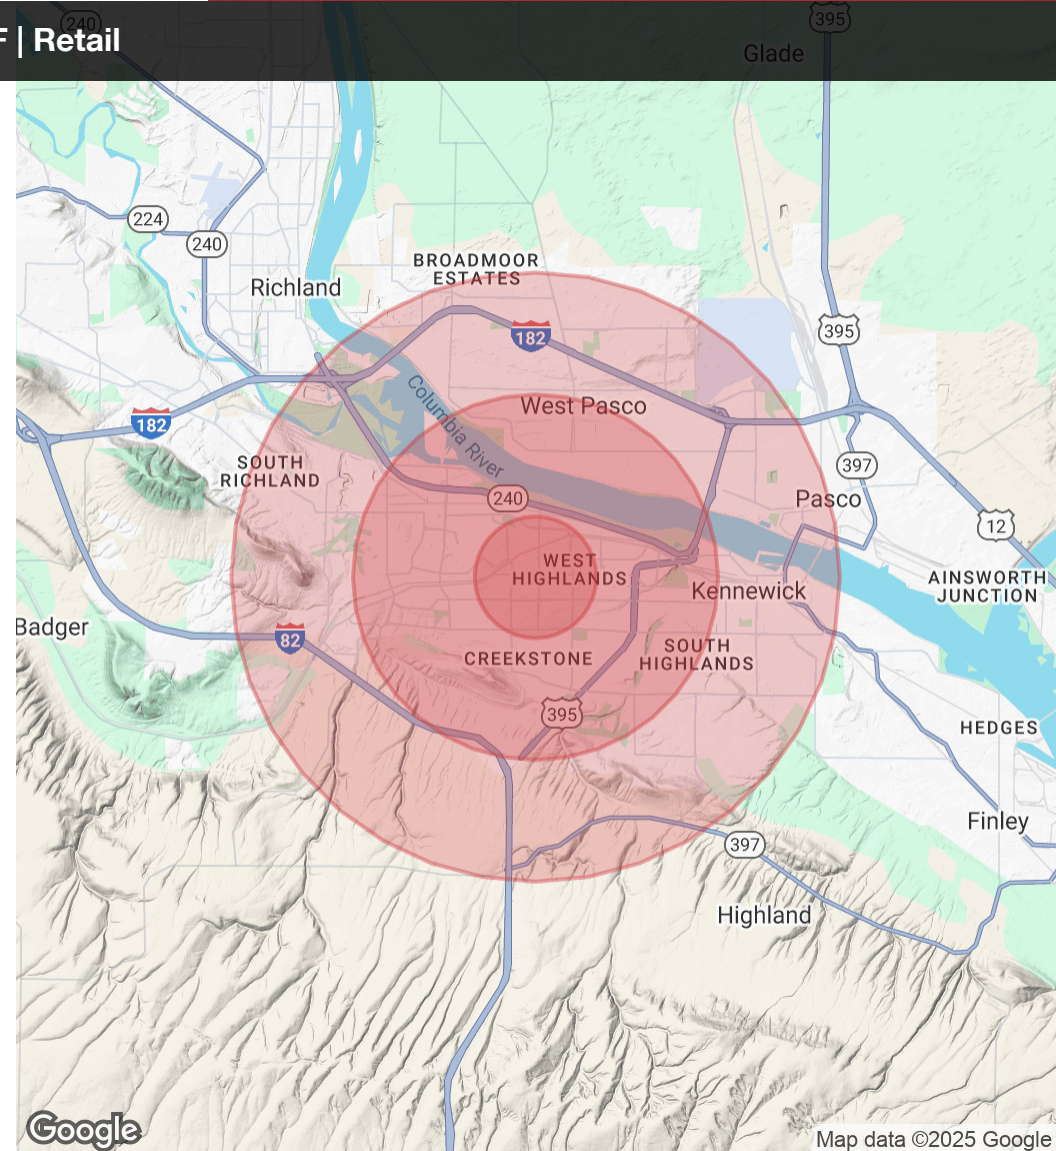 240
395
F | Retail
Glade
224
240
BROADMOOR
ESTATES
Richland
182
395
West Pasco
Columbia River
182
SOUTH
RICHLAND
397
240
Pasco
12
WEST
HIGHLANDS
AINSWORTH
JUNCTION
Kennewick
Badger
82
CREEKSTONE
SOUTH
HIGHLANDS
395
HEDGES
Finley
397
Highland
Google
Map data ©2025 Google